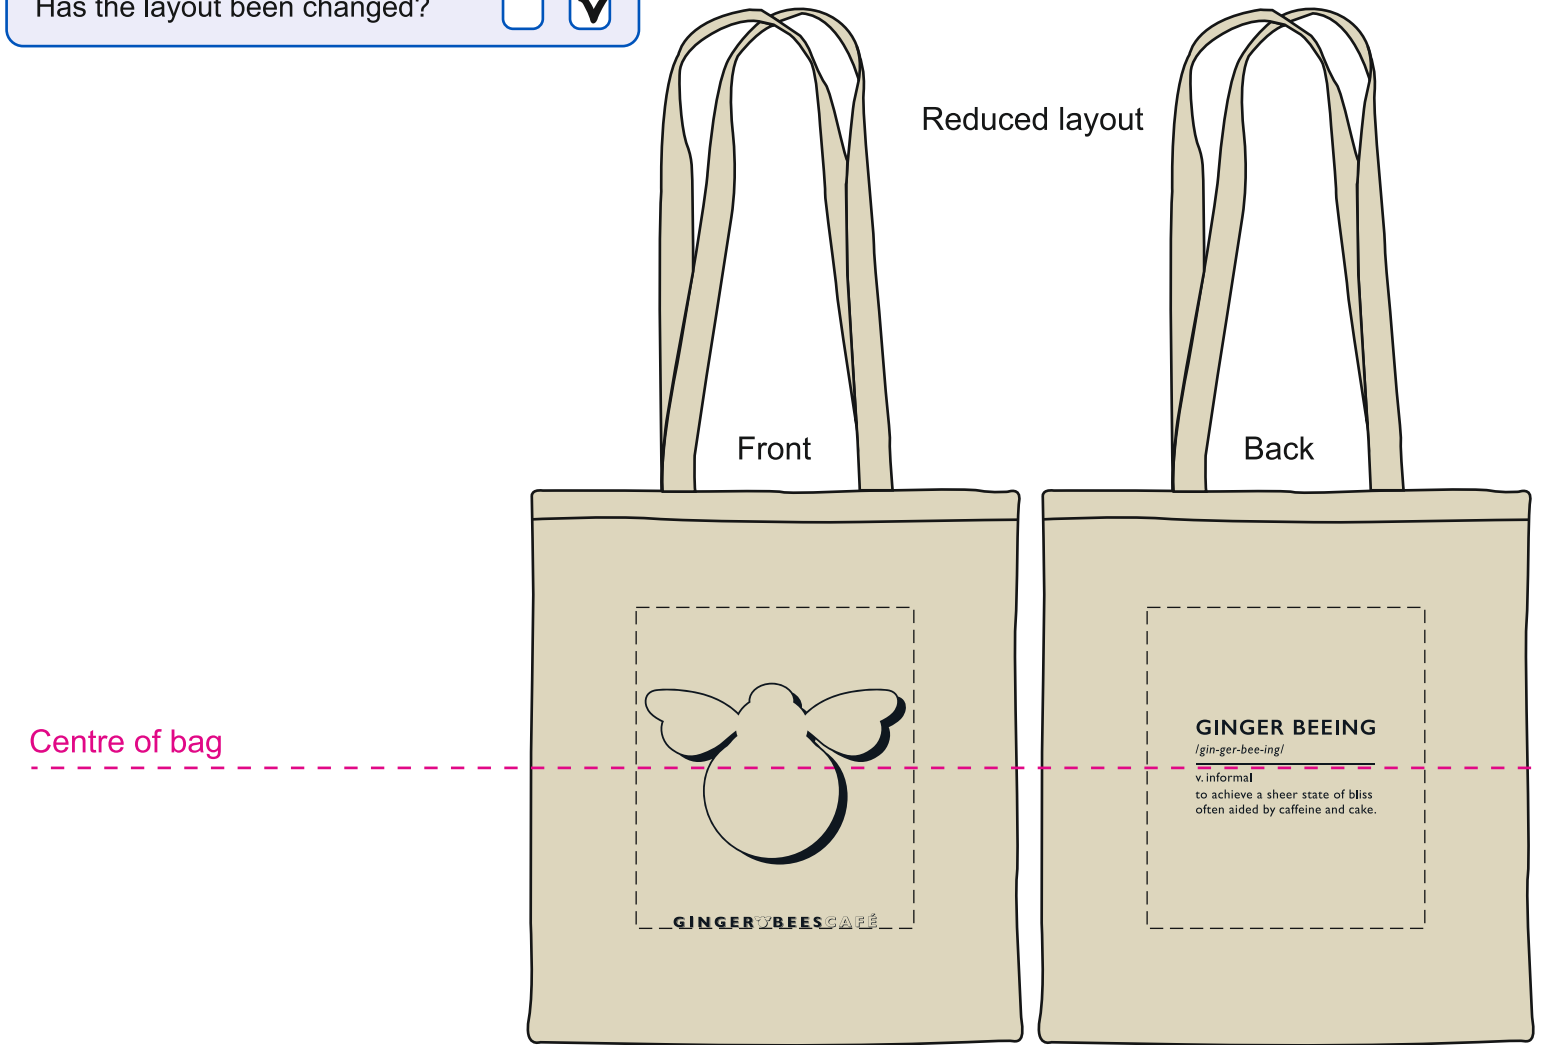 Has the layout been changed?
Reduced layout
Front
Back
Centre of bag
GINGER BEEING
/gin-ger-bee-ing/
v. informal
to achieve a sheer state of bliss
often aided by caffeine and cake.
GINGER BEES CAFÉ